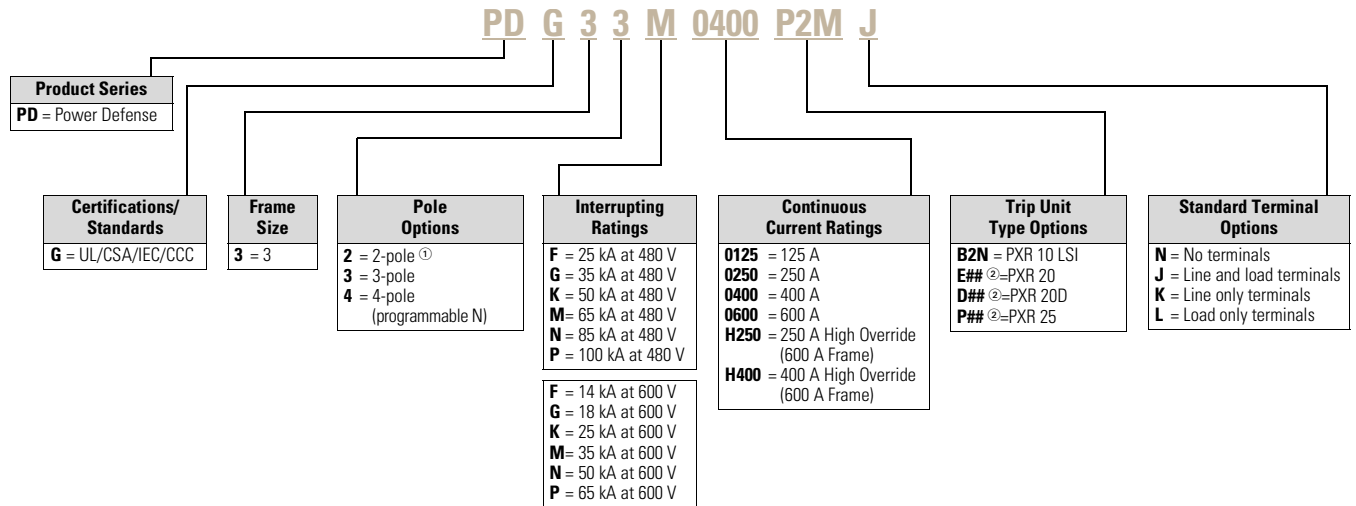 PD G 3 3 M 0400 P2M J
Product Series
PD = Power Defense
Certifications/
Standards
G = UL/CSA/IEC/CCC
Frame
Size
3 = 3
Pole
Options
2 = 2-pole ①
3 = 3-pole
4 = 4-pole
(programmable N)
Interrupting
Ratings
F = 25 kA at 480 V
G = 35 kA at 480 V
K = 50 kA at 480 V
M= 65 kA at 480 V
N = 85 kA at 480 V
P = 100 kA at 480 V
F = 14 kA at 600 V
G = 18 kA at 600 V
K = 25 kA at 600 V
M= 35 kA at 600 V
N = 50 kA at 600 V
P = 65 kA at 600 V
Continuous
Current Ratings
0125 = 125 A
0250 = 250 A
0400 = 400 A
0600 = 600 A
H250 = 250 A High Override
(600 A Frame)
H400 = 400 A High Override
(600 A Frame)
Trip Unit
Type Options
B2N = PXR 10 LSI
E## ②=PXR 20
D## ②=PXR 20D
P## ②=PXR 25
Standard Terminal
Options
N = No terminals
J = Line and load terminals
K = Line only terminals
L = Load only terminals